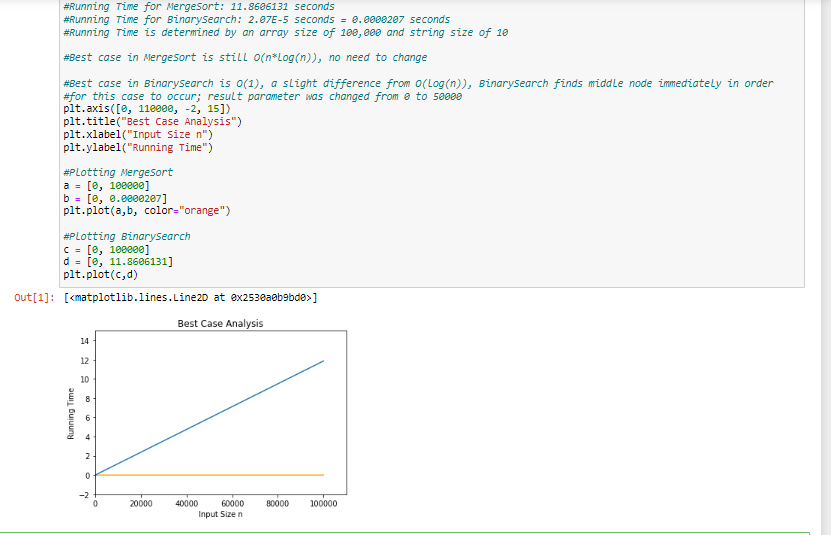 #Running Time for MergeSort: 11.8606131 seconds
#Running Time for BinarySearch: 2.07E-5 seconds = 0.0000207 seconds
#Running Time is determined by an array size of 100,000 and string size of 10
#Best case in MergeSort is still O(n*Log(n)), no need to change
#Best case in BinarySearch is O(1), a slight difference from O(Log(n)), BinarySearch finds middle node immediately in order
#for this case to occur; result parameter was changed from 0 to 50000
plt.axis([0, 110000, -2, 15])
plt.title("Best Case Analysis")
plt.xlabel("Input Size n")
plt.ylabel("Running Time")
#Plotting MergeSort
a = [0, 100000]
b = [0, 0.0000207]
plt.plot(a,b, color="orange")
#Plotting BinarySearch
c = [0, 100000]
d = [0, 11.8606131]
plt.plot(c,d)
Out[1]: [<matplotlib.lines.Line2D at 0x2530a0b9bd0>]
Best Case Analysis
14
12
10
8
6
4
2
0
−2
Running Time
0 20000 40000 60000 80000 100000
Input Size n